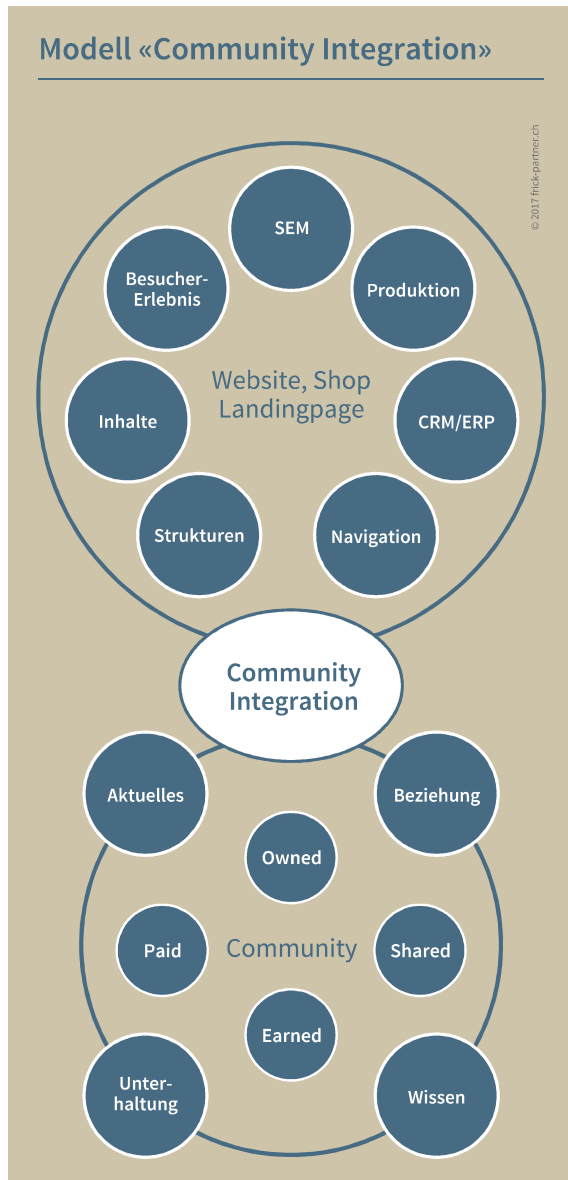 Modell «Community Integration»
© 2017 frick-partner.ch
SEM
Besucher-
Erlebnis
Produktion
Website, Shop
Landingpage
Inhalte
CRM/ERP
Strukturen
Navigation
Community
Integration
Aktuelles
Beziehung
Owned
Paid
Community
Shared
Earned
Unter-
haltung
Wissen